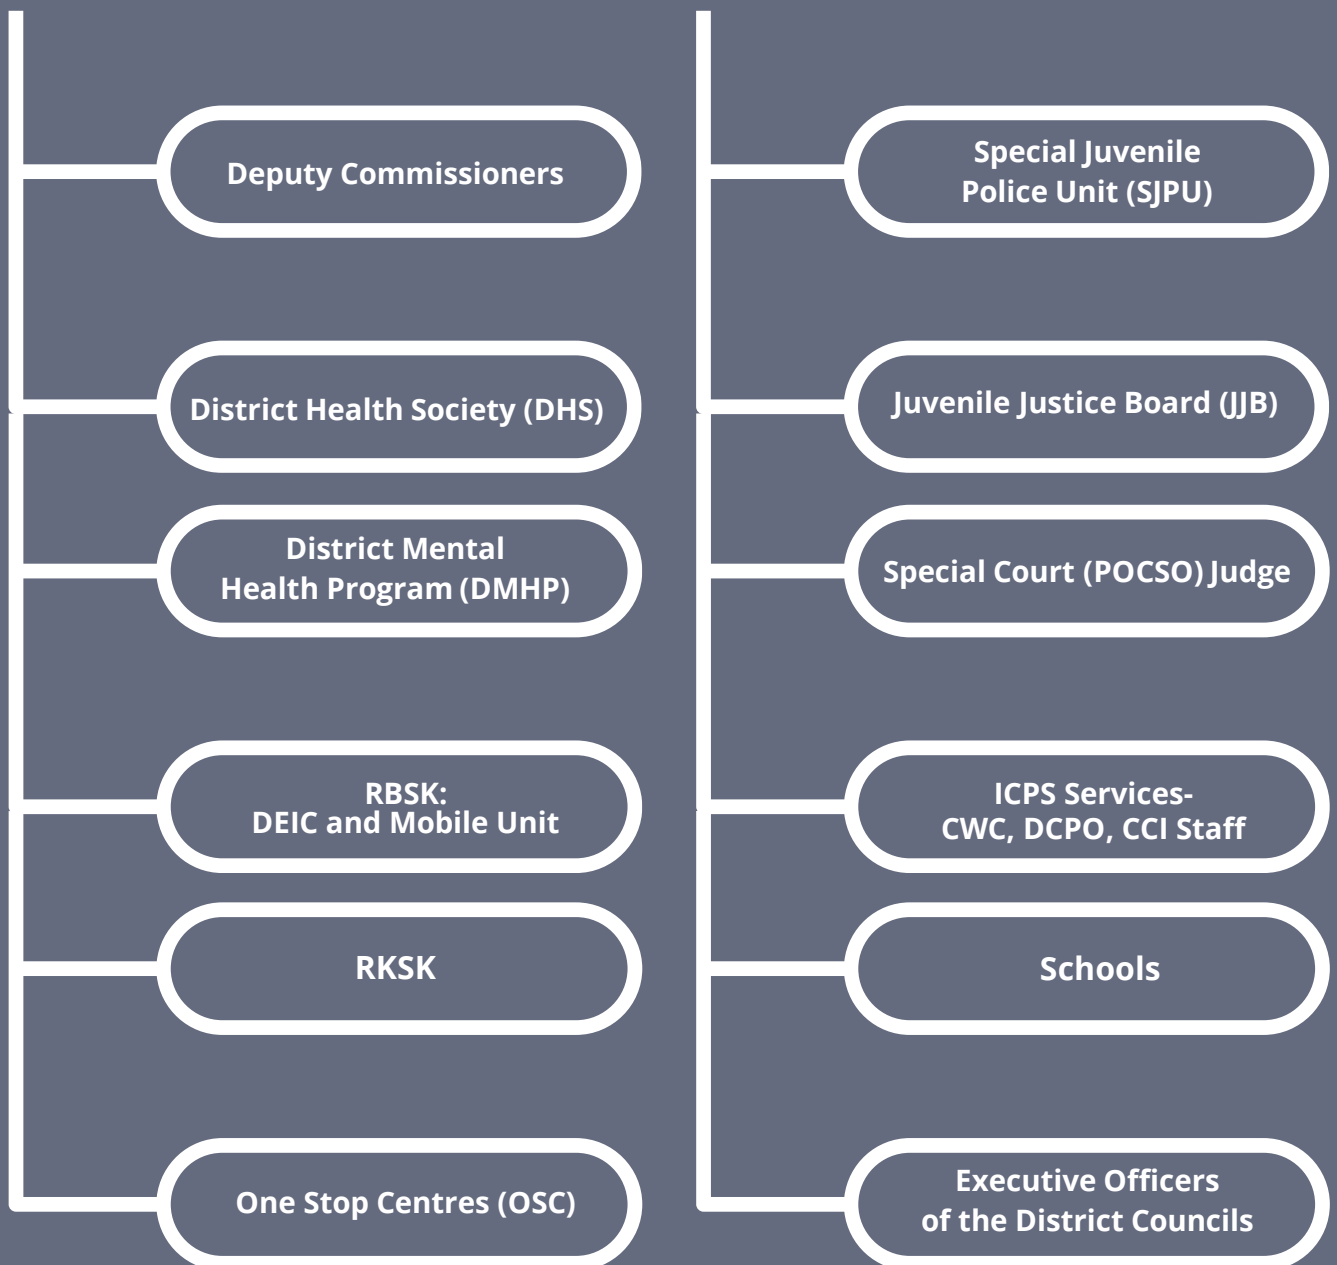 Deputy Commissioners
District Health Society (DHS)
District Mental
Health Program (DMHP)
RBSK:
DEIC and Mobile Unit
RKSK
One Stop Centres (OSC)
Special Juvenile
Police Unit (SJPU)
Juvenile Justice Board (JJB)
Special Court (POCSO) Judge
ICPS Services-
CWC, DCPO, CCI Staff
Schools
Executive Officers
of the District Councils